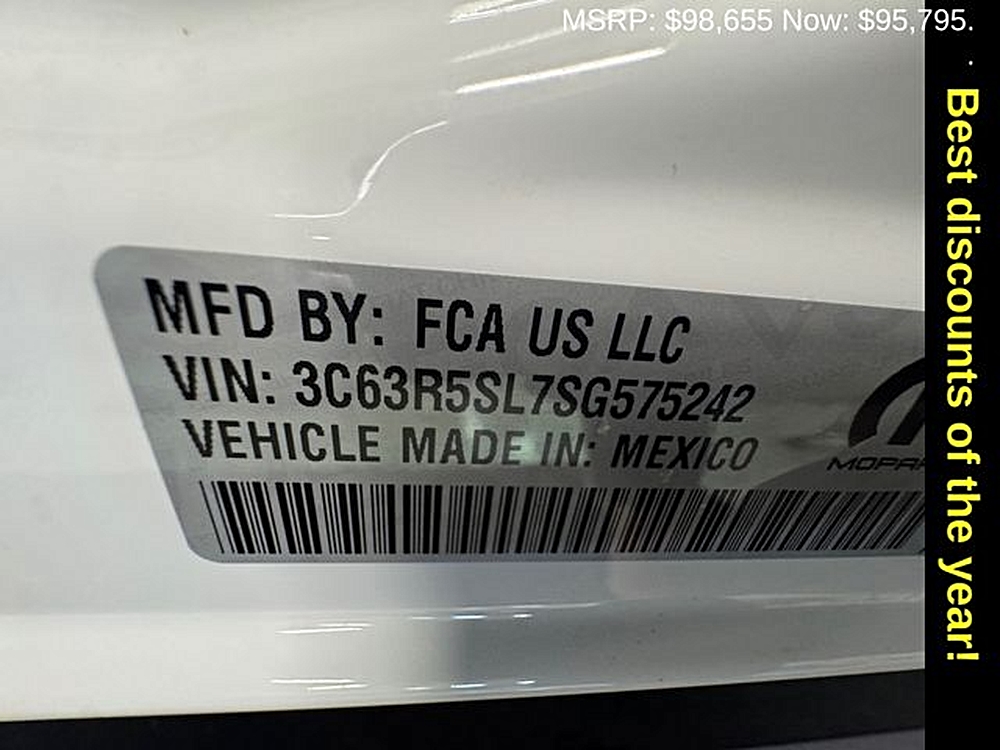 MSRP: $98,655 Now: $95,795.
.
Best discounts of the year!
MFD BY: FCA US LLC
VIN: 3C63R5SL7SG575242
VEHICLE MADE IN: MEXICO